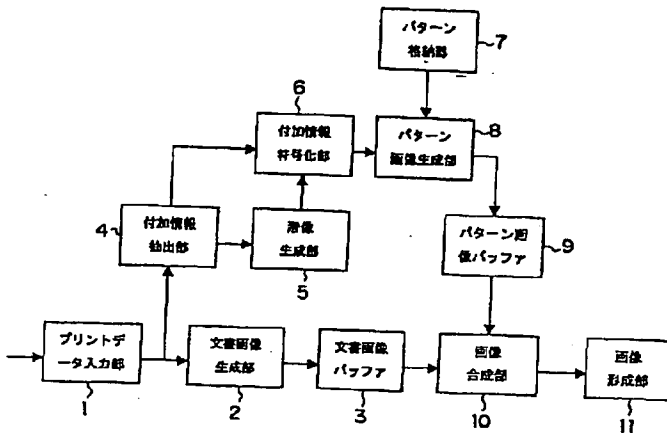 パターン
格納器
7
6
付加情報
符号化部
パターン
画像生成部
8
4
付加情報
抽出部
潜像
生成部
5
パターン画
像バッファ
9
プリントデ
ータ入力部
1
文書画像
生成部
2
文書画像
バッファ
3
画像
合成部
10
画像
形成部
11